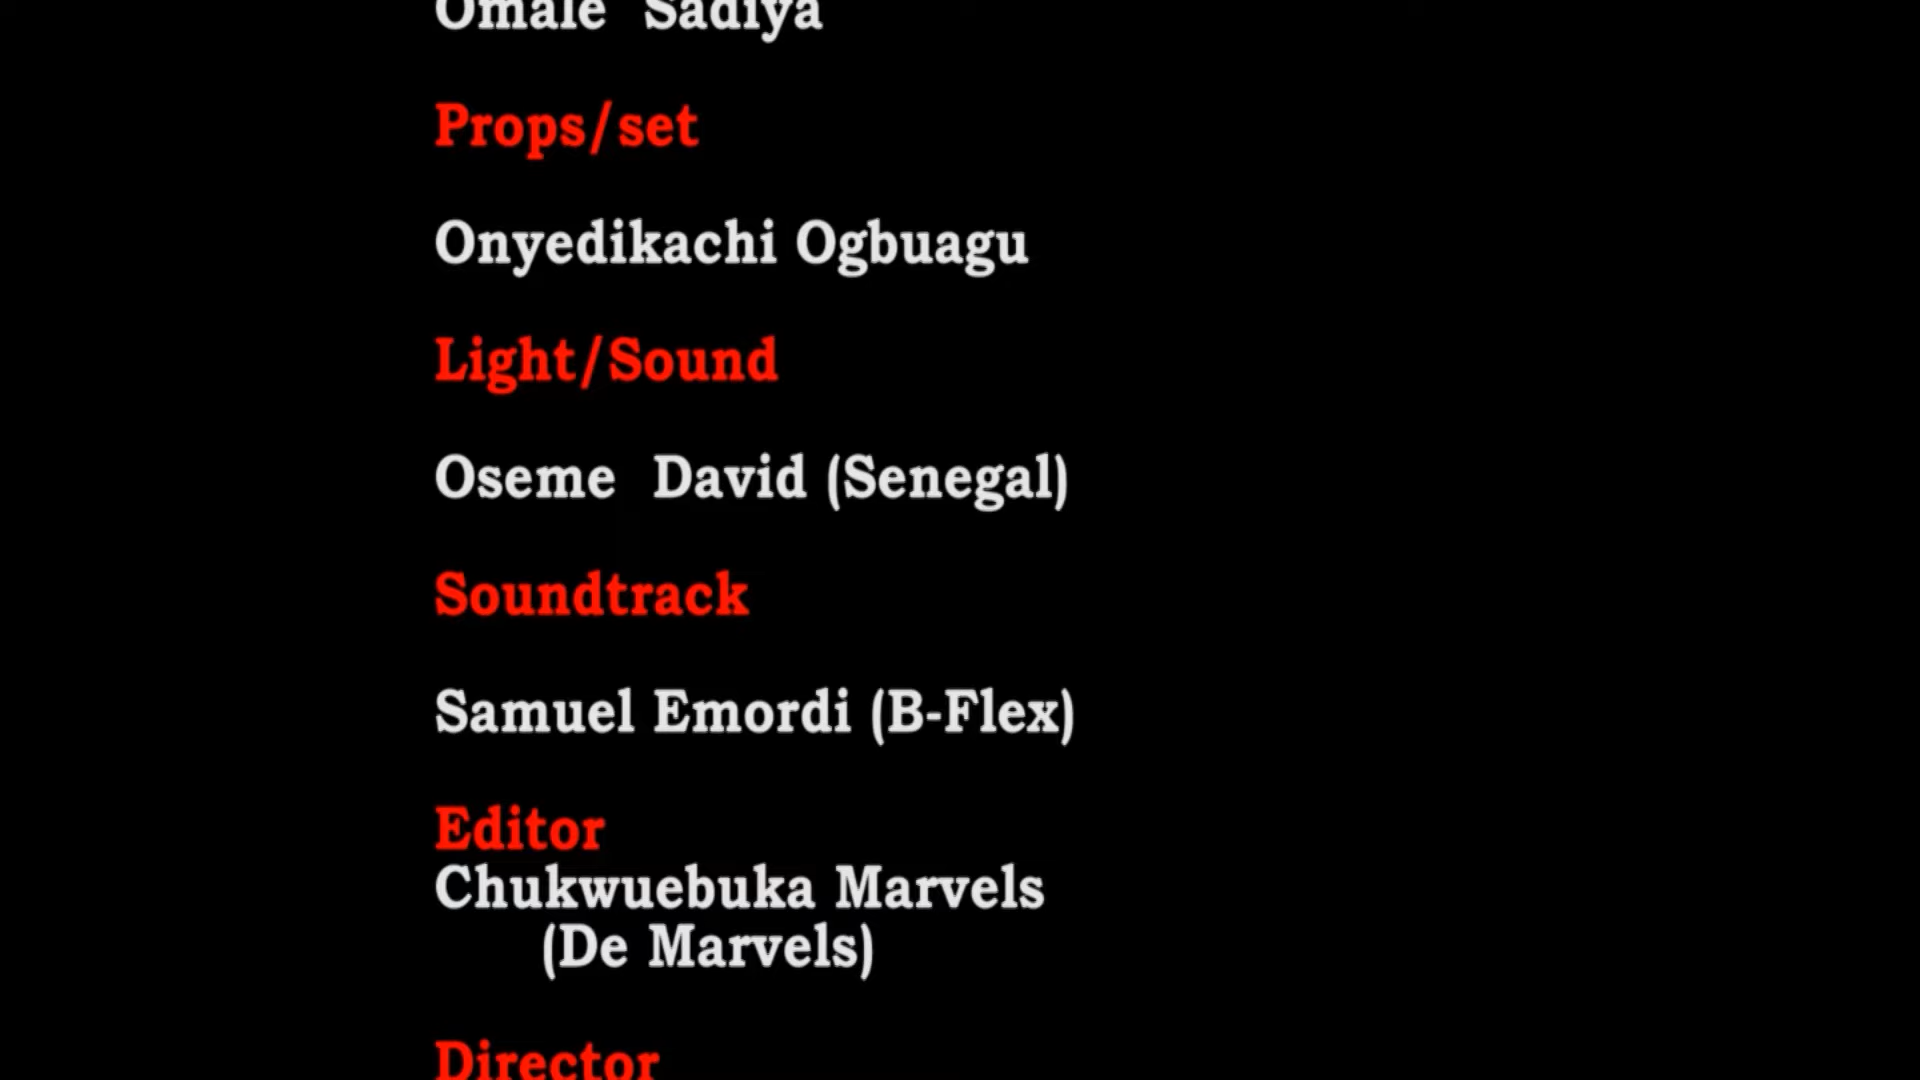 Omale Sadiya
Props/set
Onyedikachi Ogbuagu
Light/Sound
Oseme David (Senegal)
Soundtrack
Samuel Emordi (B-Flex)
Editor
Chukwuebuka Marvels
(De Marvels)
Director